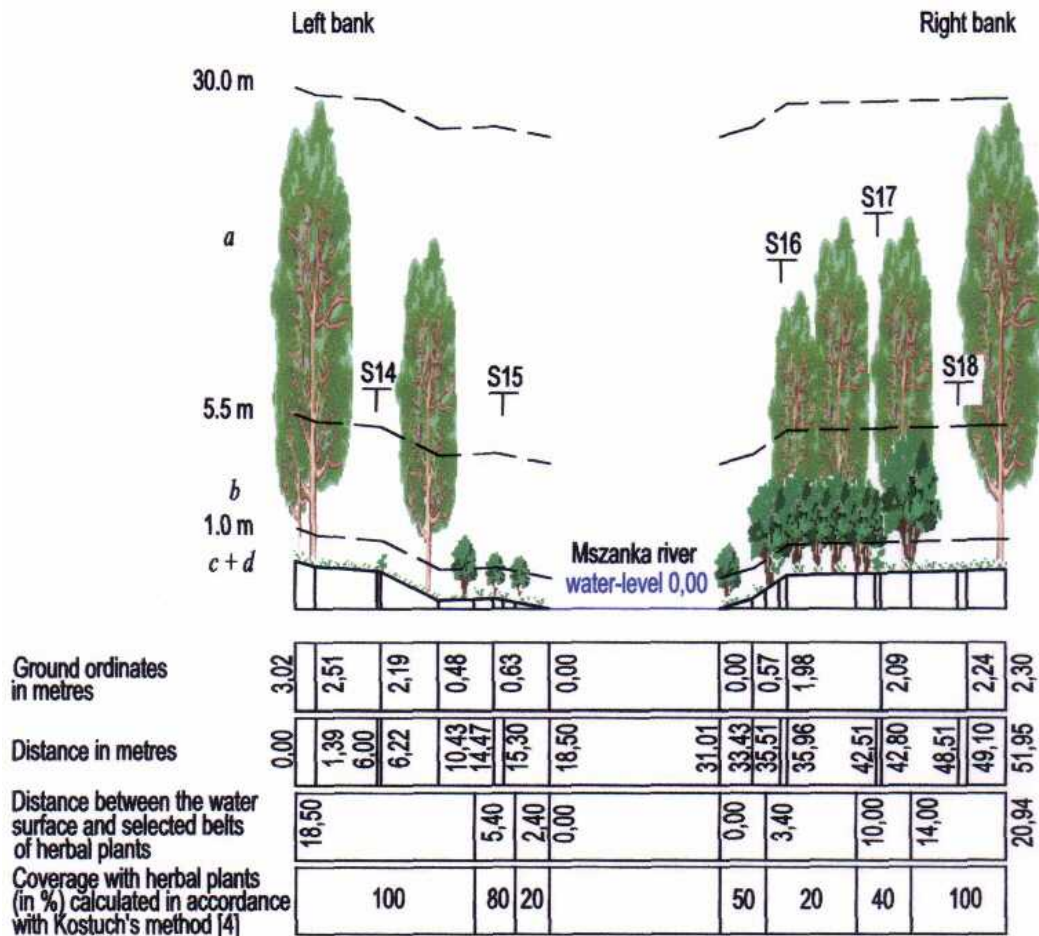 Left bank
Right bank
30.0 m
a
S17
S16
S14
S15
S18
5.5 m
b
1.0 m
c + d
Mszanka river
water-level 0,00
Ground ordinates
in metres
3,02 2,51 2,19 0,48 0,63 0,00 0,00 0,57 1,98 2,09 2,24 2,30
Distance in metres
0,00 1,39 6,00 6,22 10,43 14,47 15,30 18,50 31,01 33,43 35,51 35,96 42,51 42,80 48,51 49,10 51,95
Distance between the water
surface and selected belts
of herbal plants
18,50 5,40 2,40 0,00 0,00 3,40 10,00 14,00 20,94
Coverage with herbal plants
(in %) calculated in accordance
with Kostuch's method [4]
100 80 20 50 20 40 100